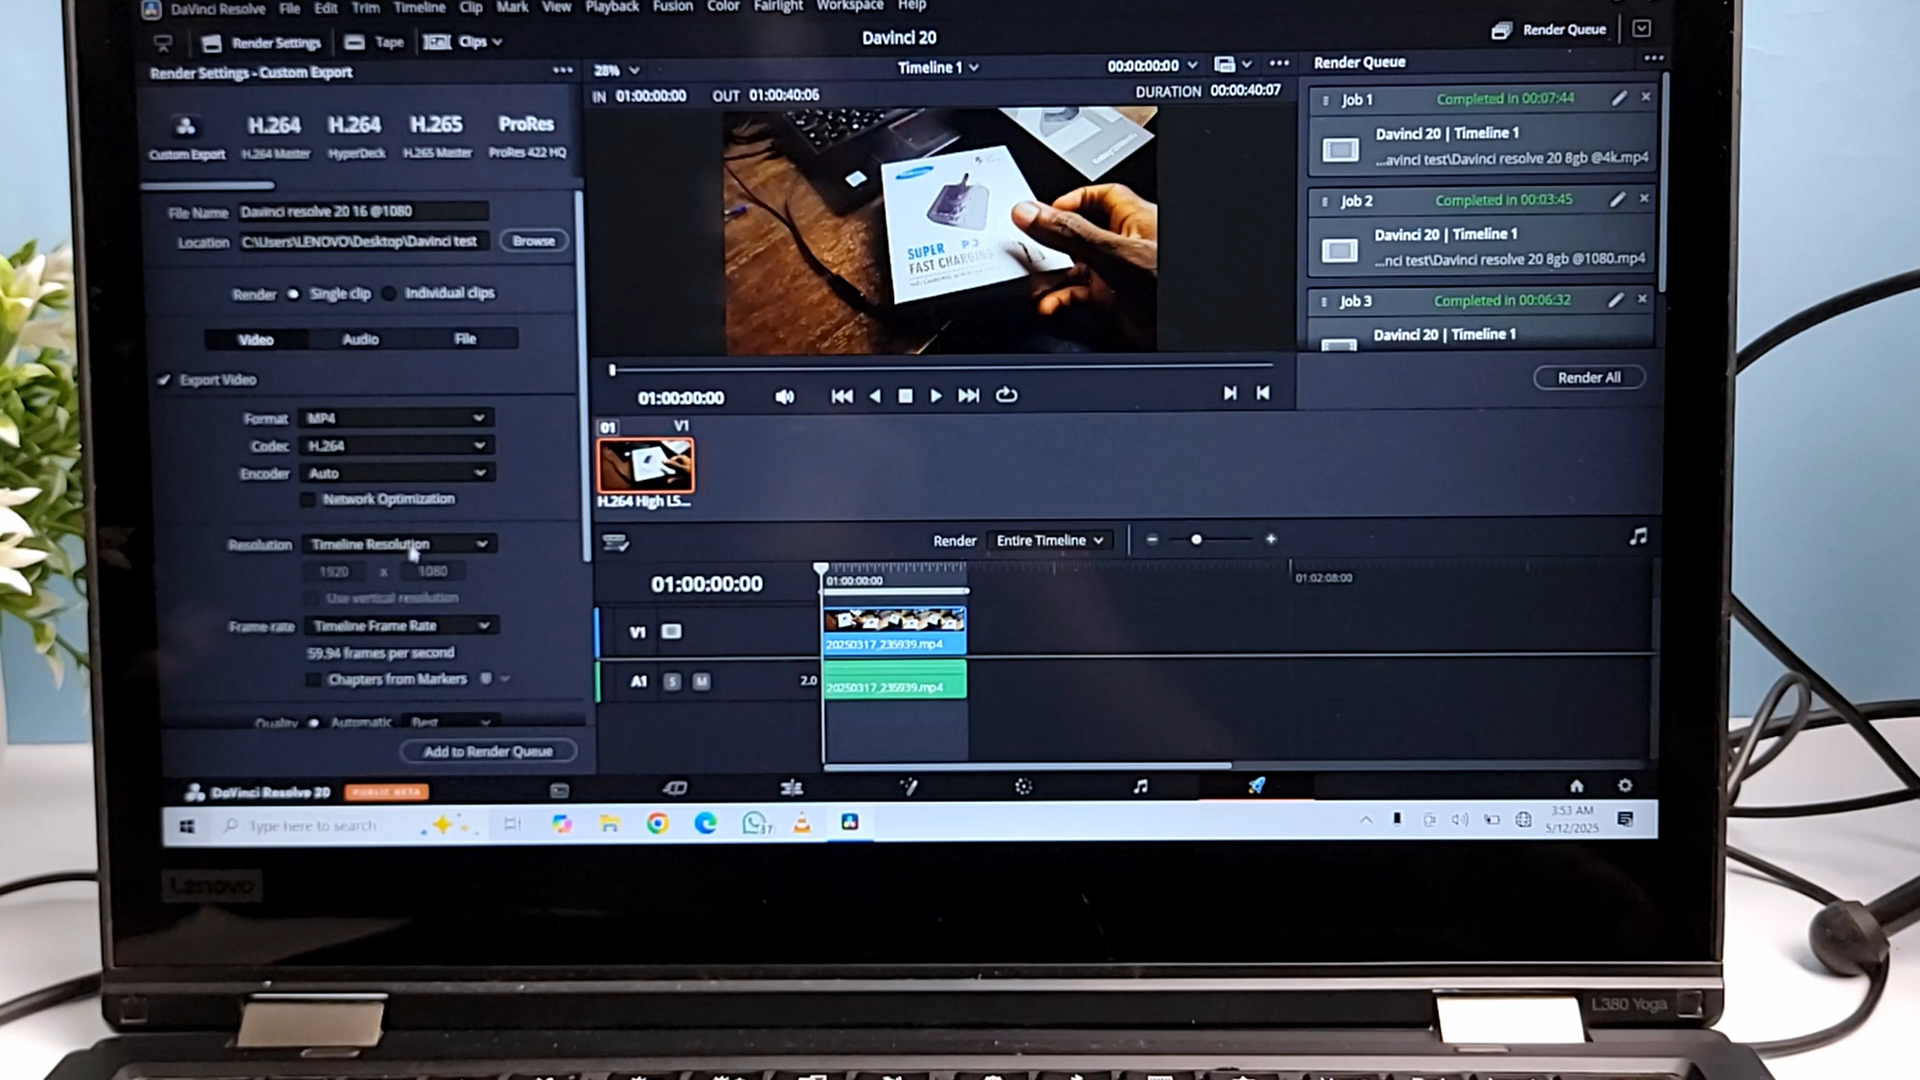 DaVinci Resolve File Edit Trim Timeline Clip Mark View Playback Fusion Color Fairlight Workspace Help
Render Settings Tape Clips
Davinci 20
Render Queue
Render Settings - Custom Export
28%
Timeline 1
00:00:00:00
Render Queue
IN 01:00:00:00 OUT 01:00:40:06
DURATION 00:00:40:07
H.264 H.264 H.265 ProRes
Custom Export H.264 Master HyperDeck H.265 Master ProRes 422 HQ
File Name Davinci resolve 20 16 @1080
Location C:\Users\LENOVO\Desktop\Davinci test Browse
Render Single clip Individual clips
Video Audio File
Export Video
Format MP4
Codec H.264
Encoder Auto
Network Optimization
Resolution Timeline Resolution
1920 x 1080
Use vertical resolution
Frame rate Timeline Frame Rate
59.94 frames per second
Chapters from Markers
Quality Automatic Best
Add to Render Queue
SUPER
FAST CHARGING
01:00:00:00
01 V1
H.264 High L5...
Job 1 Completed in 00:07:44
Davinci 20 | Timeline 1
...avinci test\Davinci resolve 20 8gb @4k.mp4
Job 2 Completed in 00:03:45
Davinci 20 | Timeline 1
...nci test\Davinci resolve 20 8gb @1080.mp4
Job 3 Completed in 00:06:32
Davinci 20 | Timeline 1
Render All
Render Entire Timeline
01:00:00:00
01:00:00:00
01:02:08:00
V1
20250317_235939.mp4
A1 S M 2.0
20250317_235939.mp4
DaVinci Resolve 20 PUBLIC BETA
Type here to search
37
3:53 AM
5/12/2025
Lenovo
L380 Yoga